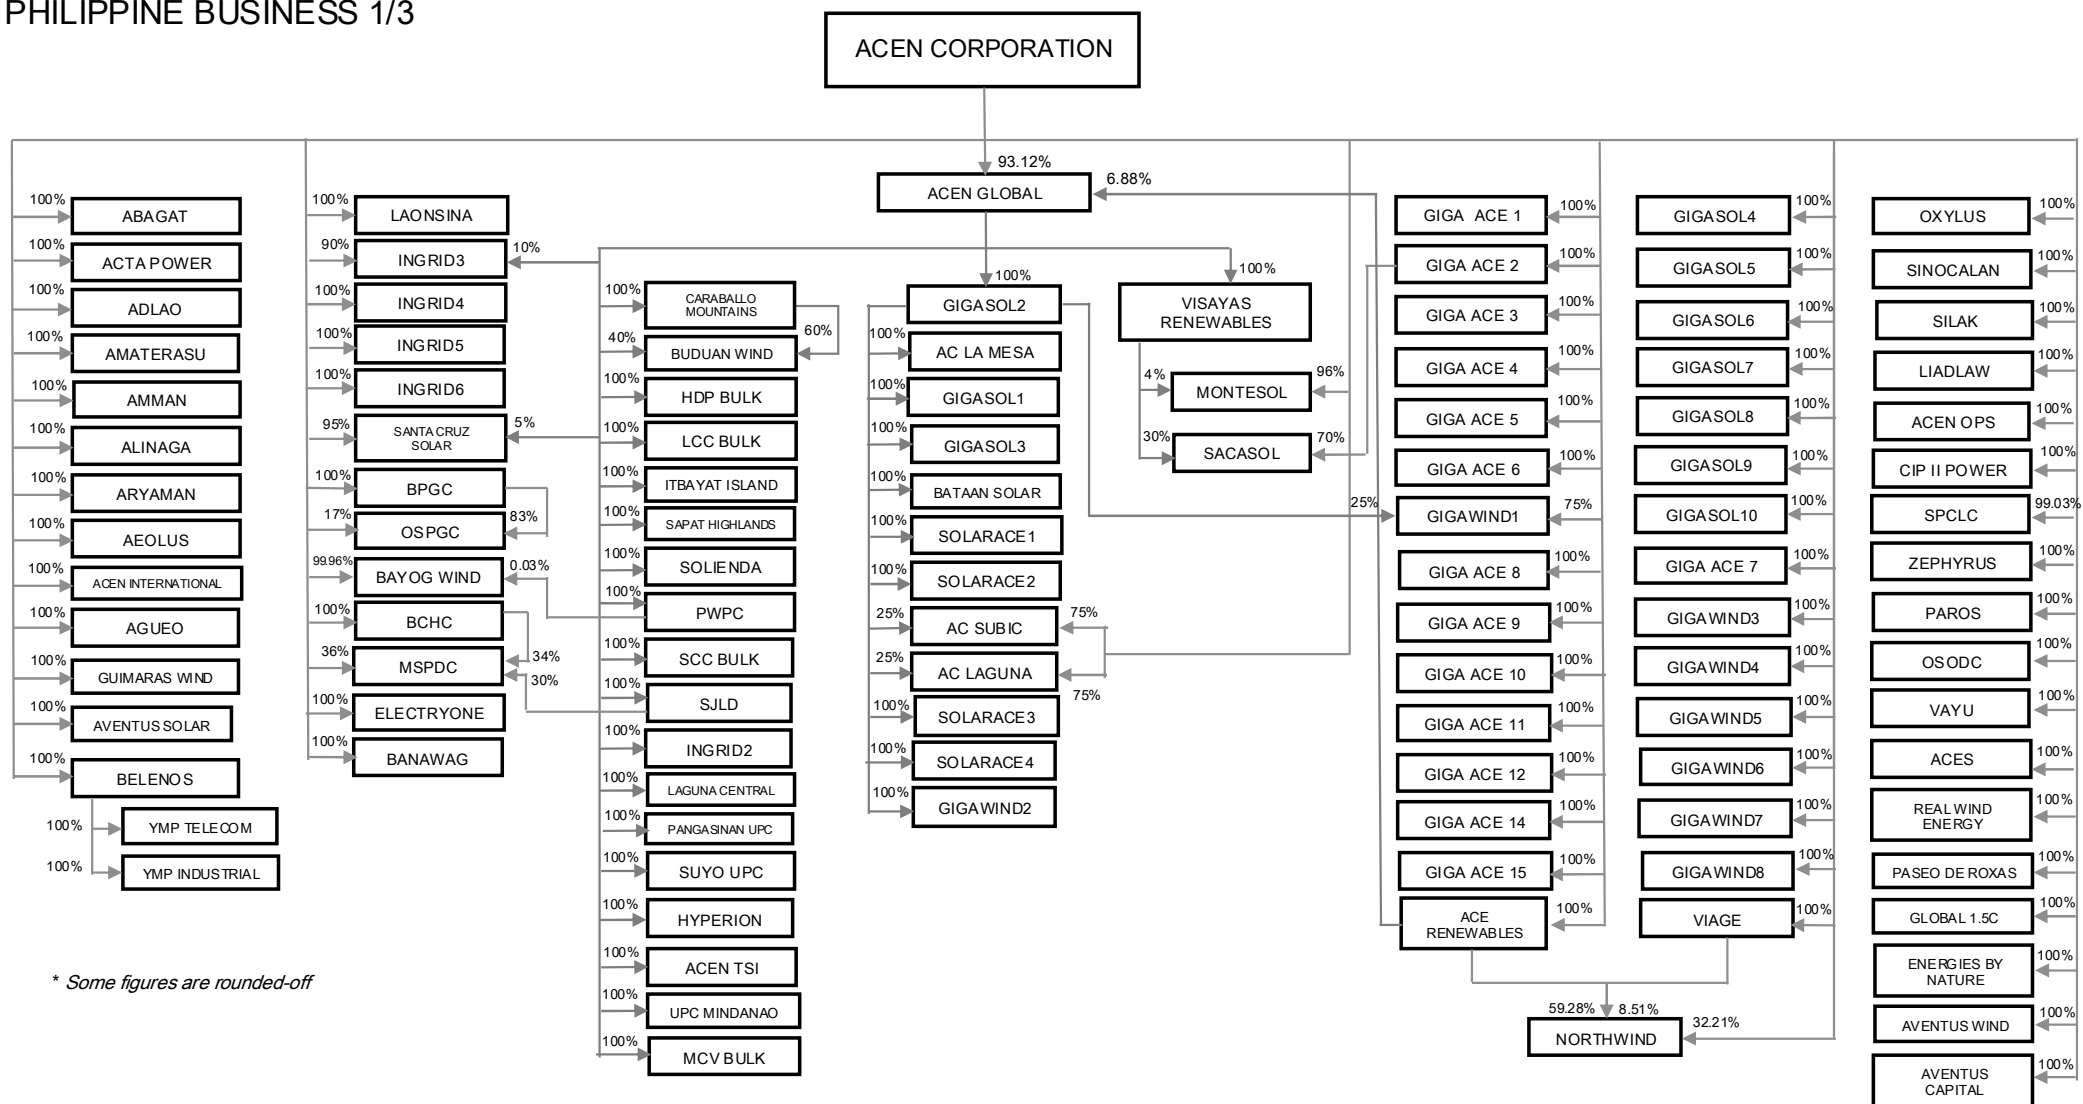 PHILIPPINE BUSINESS 1/3
ACEN CORPORATION
93.12%
ACEN GLOBAL
6.88%
100%
ABAGAT
100%
ACTA POWER
100%
ADLAO
100%
AMATERASU
100%
AMMAN
100%
ALINAGA
100%
ARYAMAN
100%
AEOLUS
100%
ACEN INTERNATIONAL
100%
AGUEO
100%
GUIMARAS WIND
100%
AVENTUS SOLAR
100%
BELENOS
100%
YMP TELECOM
100%
YMP INDUSTRIAL
100%
LAONSINA
90%
INGRID3
10%
100%
INGRID4
100%
INGRID5
100%
INGRID6
95%
SANTA CRUZ
SOLAR
5%
100%
BPGC
17%
OSPGC
83%
99.96%
BAYOG WIND
0.03%
100%
BCHC
36%
MSPDC
34%
30%
100%
ELECTRYONE
100%
BANAWAG
100%
CARABALLO
MOUNTAINS
60%
40%
BUDUAN WIND
100%
HDP BULK
100%
LCC BULK
100%
ITBAYAT ISLAND
100%
SAPAT HIGHLANDS
100%
SOLIENDA
100%
PWPC
100%
SCC BULK
100%
SJLD
100%
INGRID2
100%
LAGUNA CENTRAL
100%
PANGASINAN UPC
100%
SUYO UPC
100%
HYPERION
100%
ACEN TSI
100%
UPC MINDANAO
100%
MCV BULK
100%
GIGASOL2
100%
AC LA MESA
100%
GIGASOL1
100%
GIGASOL3
100%
BATAAN SOLAR
100%
SOLARACE1
100%
SOLARACE2
25%
AC SUBIC
75%
25%
AC LAGUNA
75%
100%
SOLARACE3
100%
SOLARACE4
100%
GIGAWIND2
100%
VISAYAS
RENEWABLES
4%
MONTESOL
96%
30%
SACASOL
70%
GIGA ACE 1
100%
GIGA ACE 2
100%
GIGA ACE 3
100%
GIGA ACE 4
100%
GIGA ACE 5
100%
GIGA ACE 6
100%
25%
GIGAWIND1
75%
GIGA ACE 8
100%
GIGA ACE 9
100%
GIGA ACE 10
100%
GIGA ACE 11
100%
GIGA ACE 12
100%
GIGA ACE 14
100%
GIGA ACE 15
100%
ACE
RENEWABLES
100%
GIGASOL4
100%
GIGASOL5
100%
GIGASOL6
100%
GIGASOL7
100%
GIGASOL8
100%
GIGASOL9
100%
GIGASOL10
100%
GIGA ACE 7
100%
GIGAWIND3
100%
GIGAWIND4
100%
GIGAWIND5
100%
GIGAWIND6
100%
GIGAWIND7
100%
GIGAWIND8
100%
VIAGE
100%
59.28%
8.51%
NORTHWIND
32.21%
OXYLUS
100%
SINOCALAN
100%
SILAK
100%
LIADLAW
100%
ACEN OPS
100%
CIP II POWER
100%
SPCLC
99.03%
ZEPHYRUS
100%
PAROS
100%
OSODC
100%
VAYU
100%
ACES
100%
REAL WIND
ENERGY
100%
PASEO DE ROXAS
100%
GLOBAL 1.5C
100%
ENERGIES BY
NATURE
100%
AVENTUS WIND
100%
AVENTUS
CAPITAL
100%
* Some figures are rounded-off